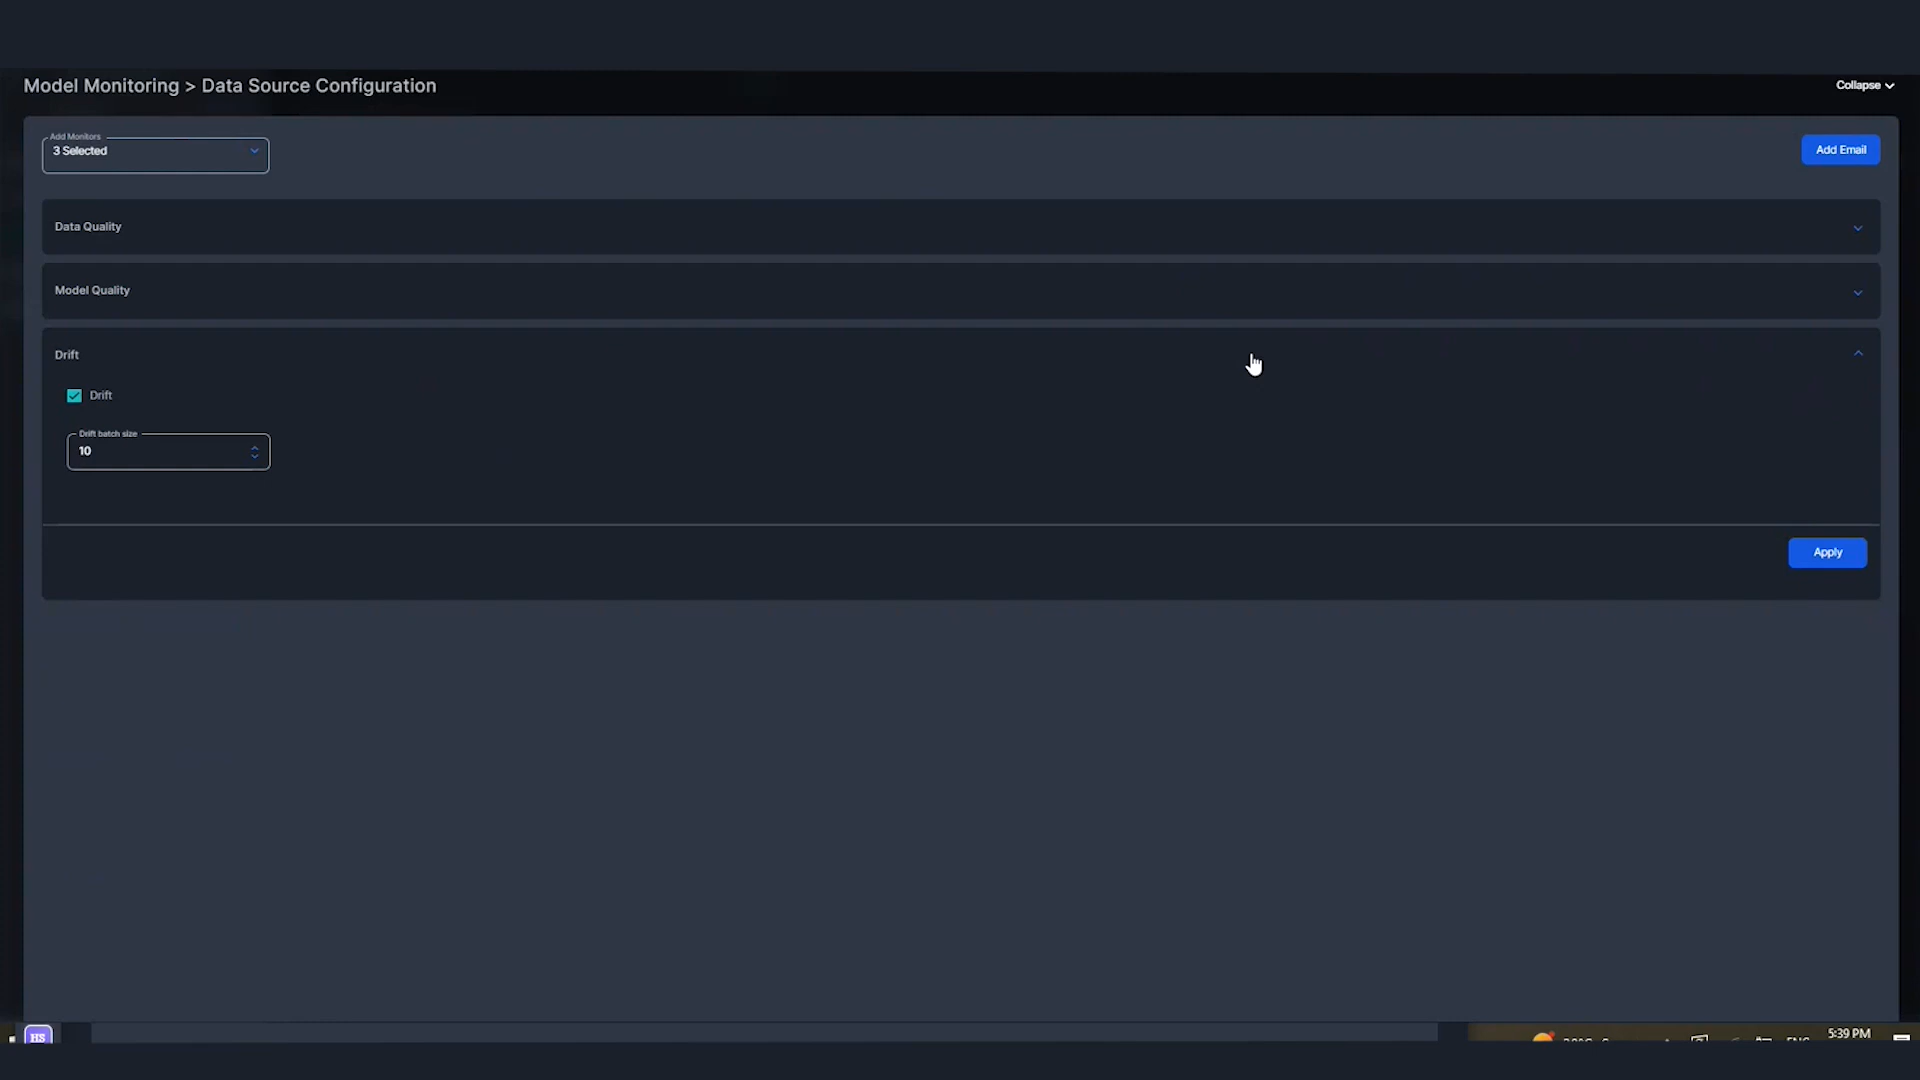 Model Monitoring > Data Source Configuration
Collapse
Add Monitors
3 Selected
Add Email
Data Quality
Model Quality
Drift
Drift
Drift batch size
10
Apply
HS
5:39 PM